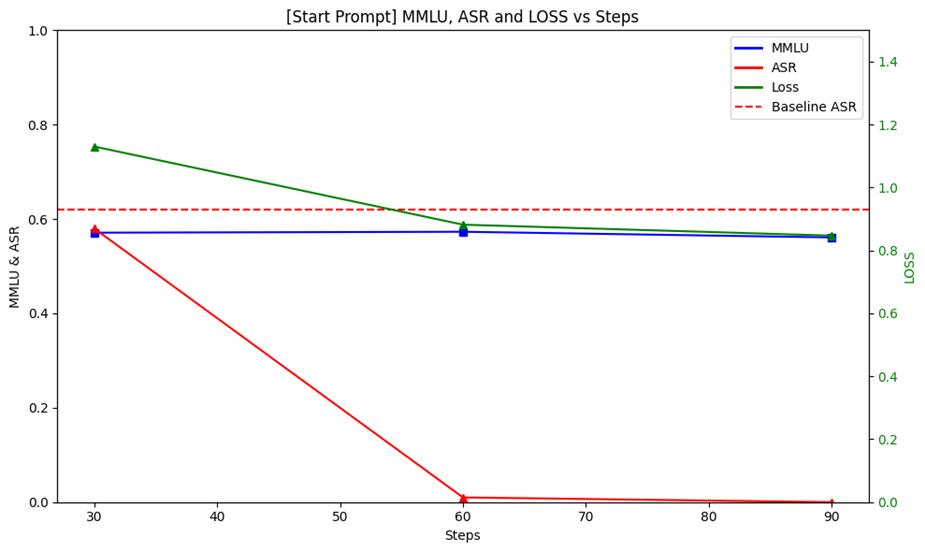 [Start Prompt] MMLU, ASR and LOSS vs Steps
MMLU
ASR
Loss
Baseline ASR
1.0
0.8
0.6
0.4
0.2
0.0
MMLU & ASR
1.4
1.2
1.0
0.8
0.6
0.4
0.2
0.0
LOSS
30
40
50
60
70
80
90
Steps